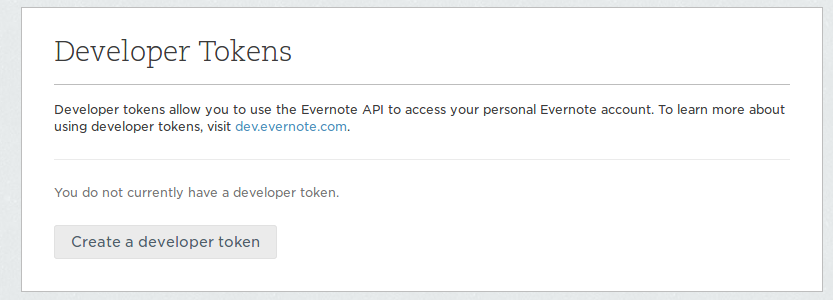 Developer Tokens
Developer tokens allow you to use the Evernote API to access your personal Evernote account. To learn more about
using developer tokens, visit dev.evernote.com.
You do not currently have a developer token.
Create a developer token